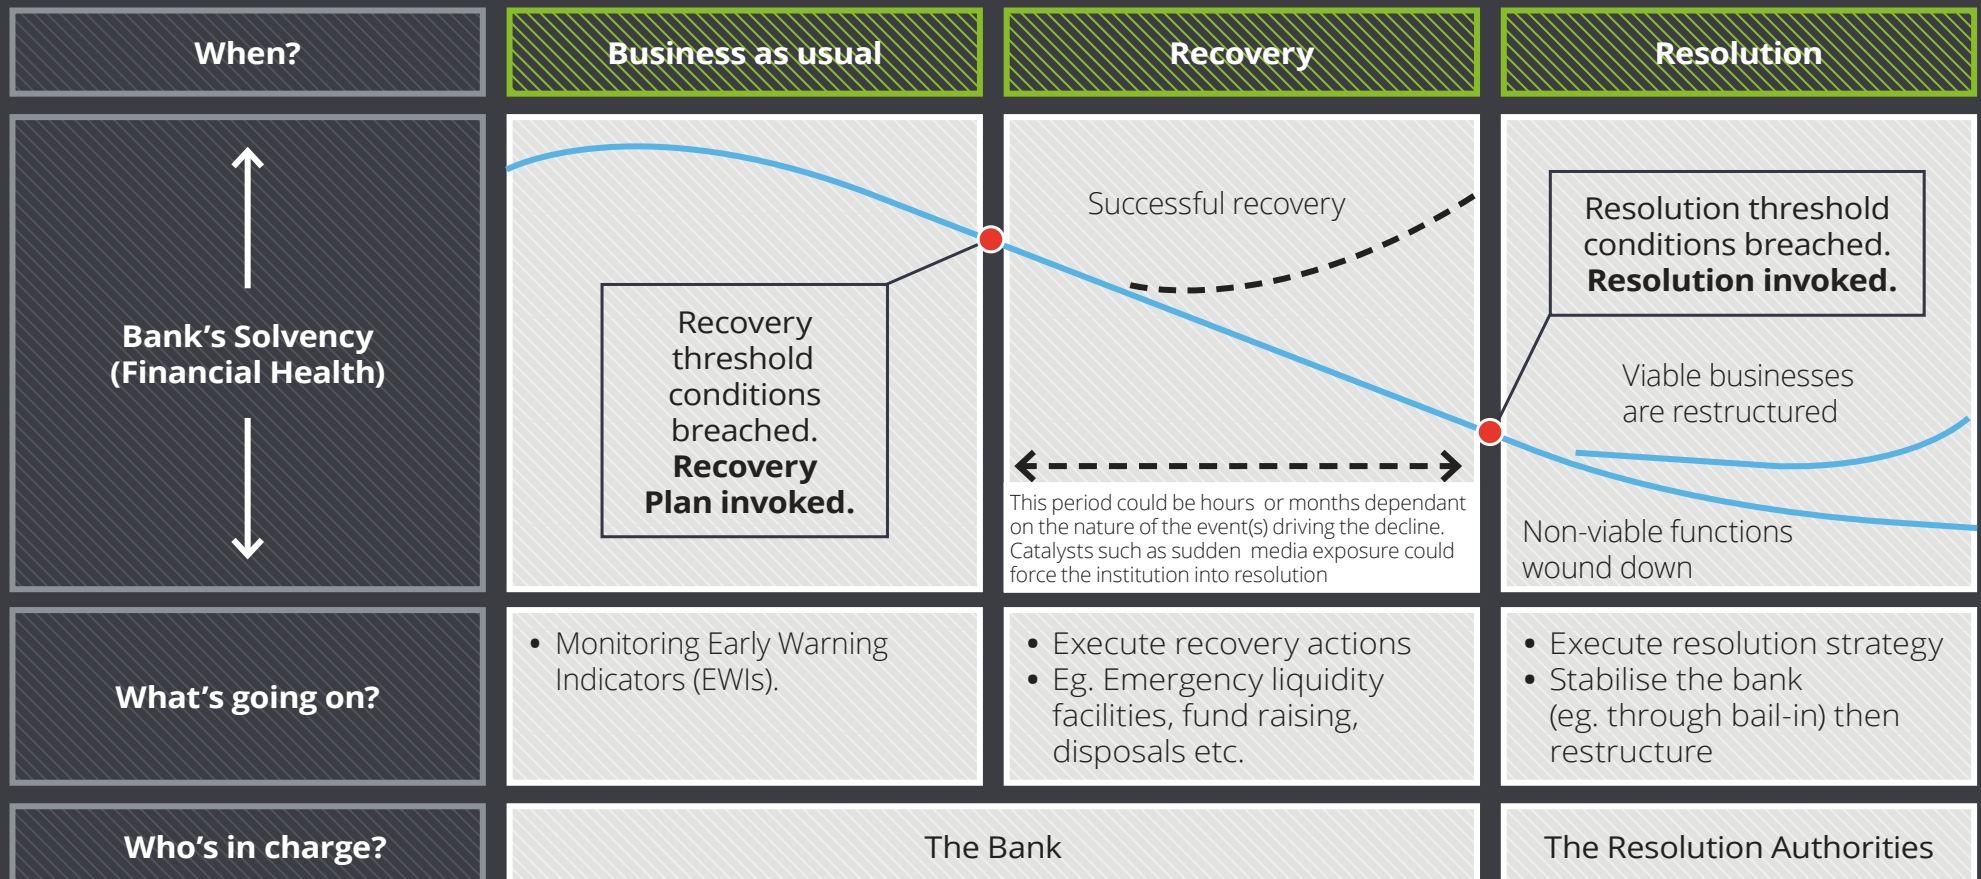 When?
Business as usual
Recovery
Resolution
Bank’s Solvency
(Financial Health)
Recovery
threshold
conditions
breached.
Recovery
Plan invoked.
Successful recovery
This period could be hours or months dependant
on the nature of the event(s) driving the decline.
Catalysts such as sudden media exposure could
force the institution into resolution
Resolution threshold
conditions breached.
Resolution invoked.
Viable businesses
are restructured
Non-viable functions
wound down
What’s going on?
• Monitoring Early Warning
Indicators (EWIs).
• Execute recovery actions
• Eg. Emergency liquidity
facilities, fund raising,
disposals etc.
• Execute resolution strategy
• Stabilise the bank
(eg. through bail-in) then
restructure
Who’s in charge?
The Bank
The Resolution Authorities